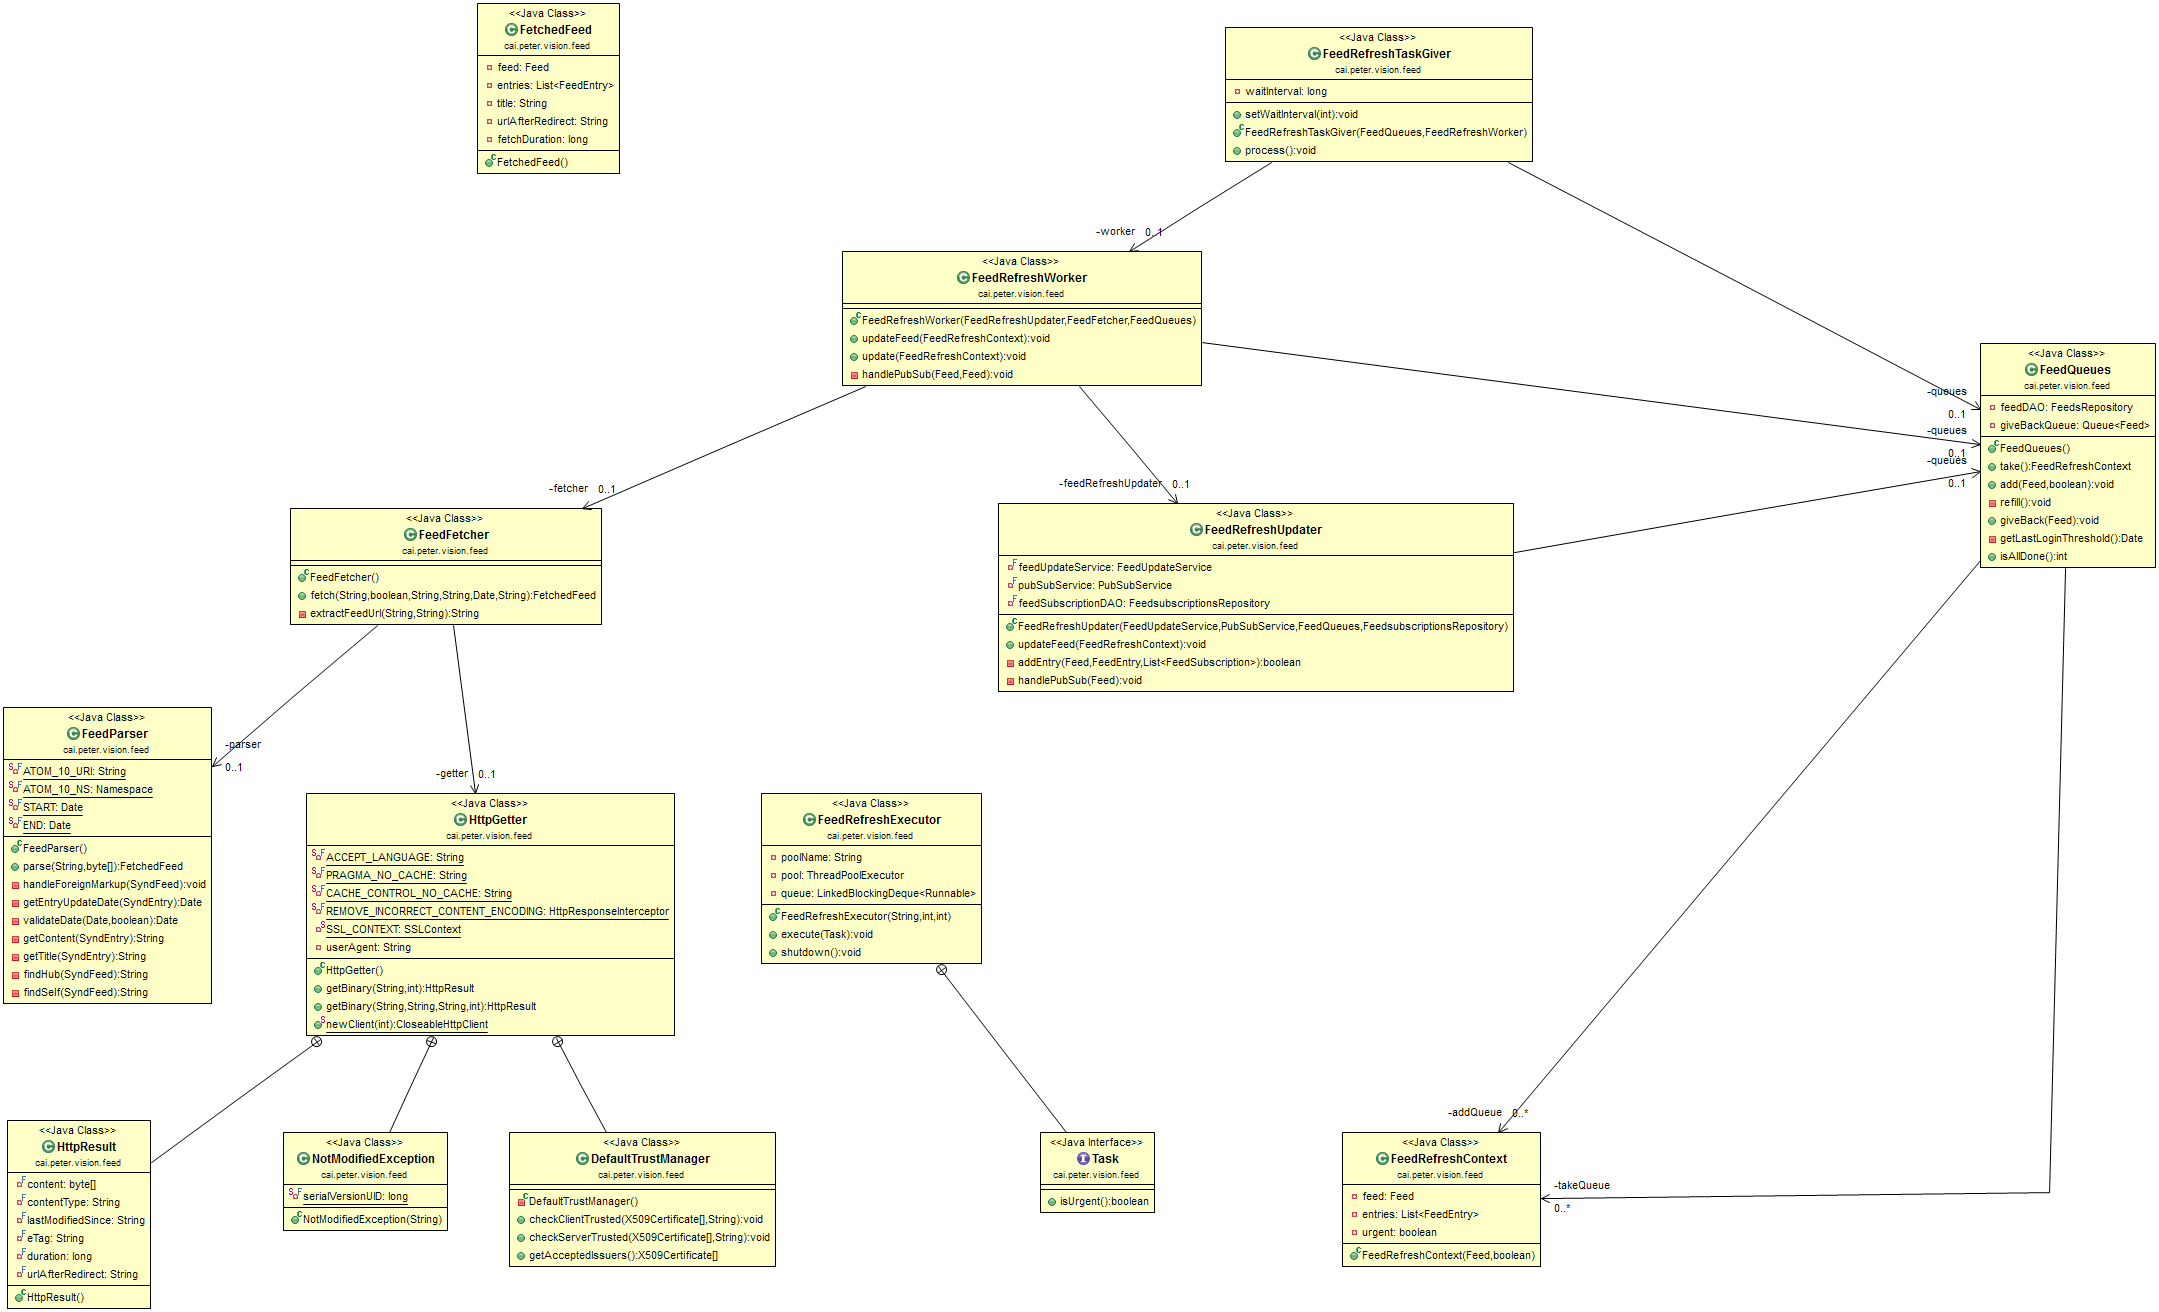 <<Java Class>>
FetchedFeed
cai.peter.vision.feed
feed: Feed
entries: List<FeedEntry>
title: String
urlAfterRedirect: String
fetchDuration: long
FetchedFeed()
<<Java Class>>
FeedRefreshTaskGiver
cai.peter.vision.feed
waitInterval: long
setWaitInterval(int):void
FeedRefreshTaskGiver(FeedQueues,FeedRefreshWorker)
process():void
-worker 0..1
<<Java Class>>
FeedRefreshWorker
cai.peter.vision.feed
FeedRefreshWorker(FeedRefreshUpdater,FeedFetcher,FeedQueues)
updateFeed(FeedRefreshContext):void
update(FeedRefreshContext):void
handlePubSub(Feed,Feed):void
-queues
0..1
-queues
0..1
-queues
0..1
<<Java Class>>
FeedQueues
cai.peter.vision.feed
feedDAO: FeedsRepository
giveBackQueue: Queue<Feed>
FeedQueues()
take():FeedRefreshContext
add(Feed,boolean):void
refill():void
giveBack(Feed):void
getLastLoginThreshold():Date
isAllDone():int
-fetcher 0..1
-feedRefreshUpdater 0..1
<<Java Class>>
FeedFetcher
cai.peter.vision.feed
FeedFetcher()
fetch(String,boolean,String,String,Date,String):FetchedFeed
extractFeedUrl(String,String):String
<<Java Class>>
FeedRefreshUpdater
cai.peter.vision.feed
feedUpdateService: FeedUpdateService
pubSubService: PubSubService
feedSubscriptionDAO: FeedsubscriptionsRepository
FeedRefreshUpdater(FeedUpdateService,PubSubService,FeedQueues,FeedsubscriptionsRepository)
updateFeed(FeedRefreshContext):void
addEntry(Feed,FeedEntry,List<FeedSubscription>):boolean
handlePubSub(Feed):void
<<Java Class>>
FeedParser
cai.peter.vision.feed
ATOM_10_URI: String
ATOM_10_NS: Namespace
START: Date
END: Date
FeedParser()
parse(String,byte[]):FetchedFeed
handleForeignMarkup(SyndFeed):void
getEntryUpdateDate(SyndEntry):Date
validateDate(Date,boolean):Date
getContent(SyndEntry):String
getTitle(SyndEntry):String
findHub(SyndFeed):String
findSelf(SyndFeed):String
-parser
0..1
-getter 0..1
<<Java Class>>
HttpGetter
cai.peter.vision.feed
ACCEPT_LANGUAGE: String
PRAGMA_NO_CACHE: String
CACHE_CONTROL_NO_CACHE: String
REMOVE_INCORRECT_CONTENT_ENCODING: HttpResponseInterceptor
SSL_CONTEXT: SSLContext
userAgent: String
HttpGetter()
getBinary(String,int):HttpResult
getBinary(String,String,String,int):HttpResult
newClient(int):CloseableHttpClient
<<Java Class>>
FeedRefreshExecutor
cai.peter.vision.feed
poolName: String
pool: ThreadPoolExecutor
queue: LinkedBlockingDeque<Runnable>
FeedRefreshExecutor(String,int,int)
execute(Task):void
shutdown():void
<<Java Class>>
HttpResult
cai.peter.vision.feed
content: byte[]
contentType: String
lastModifiedSince: String
eTag: String
duration: long
urlAfterRedirect: String
HttpResult()
<<Java Class>>
NotModifiedException
cai.peter.vision.feed
serialVersionUID: long
NotModifiedException(String)
<<Java Class>>
DefaultTrustManager
cai.peter.vision.feed
DefaultTrustManager()
checkClientTrusted(X509Certificate[],String):void
checkServerTrusted(X509Certificate[],String):void
getAcceptedIssuers():X509Certificate[]
<<Java Interface>>
Task
cai.peter.vision.feed
isUrgent():boolean
-addQueue 0..*
<<Java Class>>
FeedRefreshContext
cai.peter.vision.feed
feed: Feed
entries: List<FeedEntry>
urgent: boolean
FeedRefreshContext(Feed,boolean)
-takeQueue
0..*